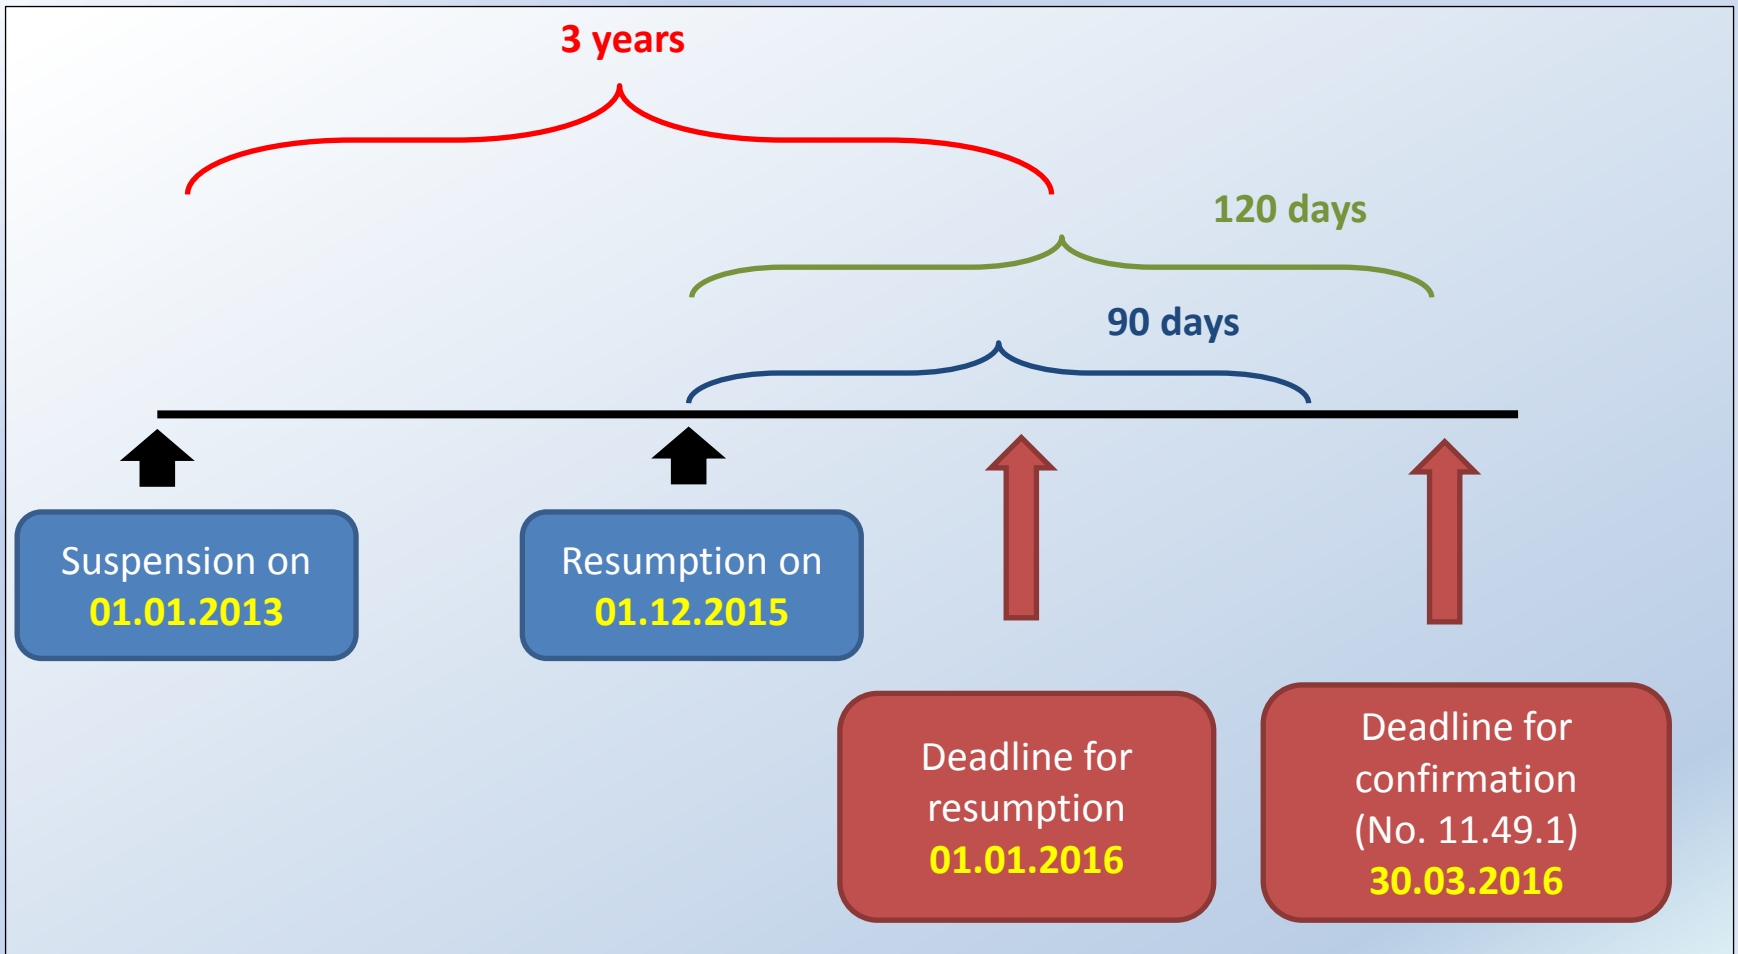 3 years
120 days
90 days
Suspension on
01.01.2013
Resumption on
01.12.2015
Deadline for
resumption
01.01.2016
Deadline for
confirmation
(No. 11.49.1)
30.03.2016